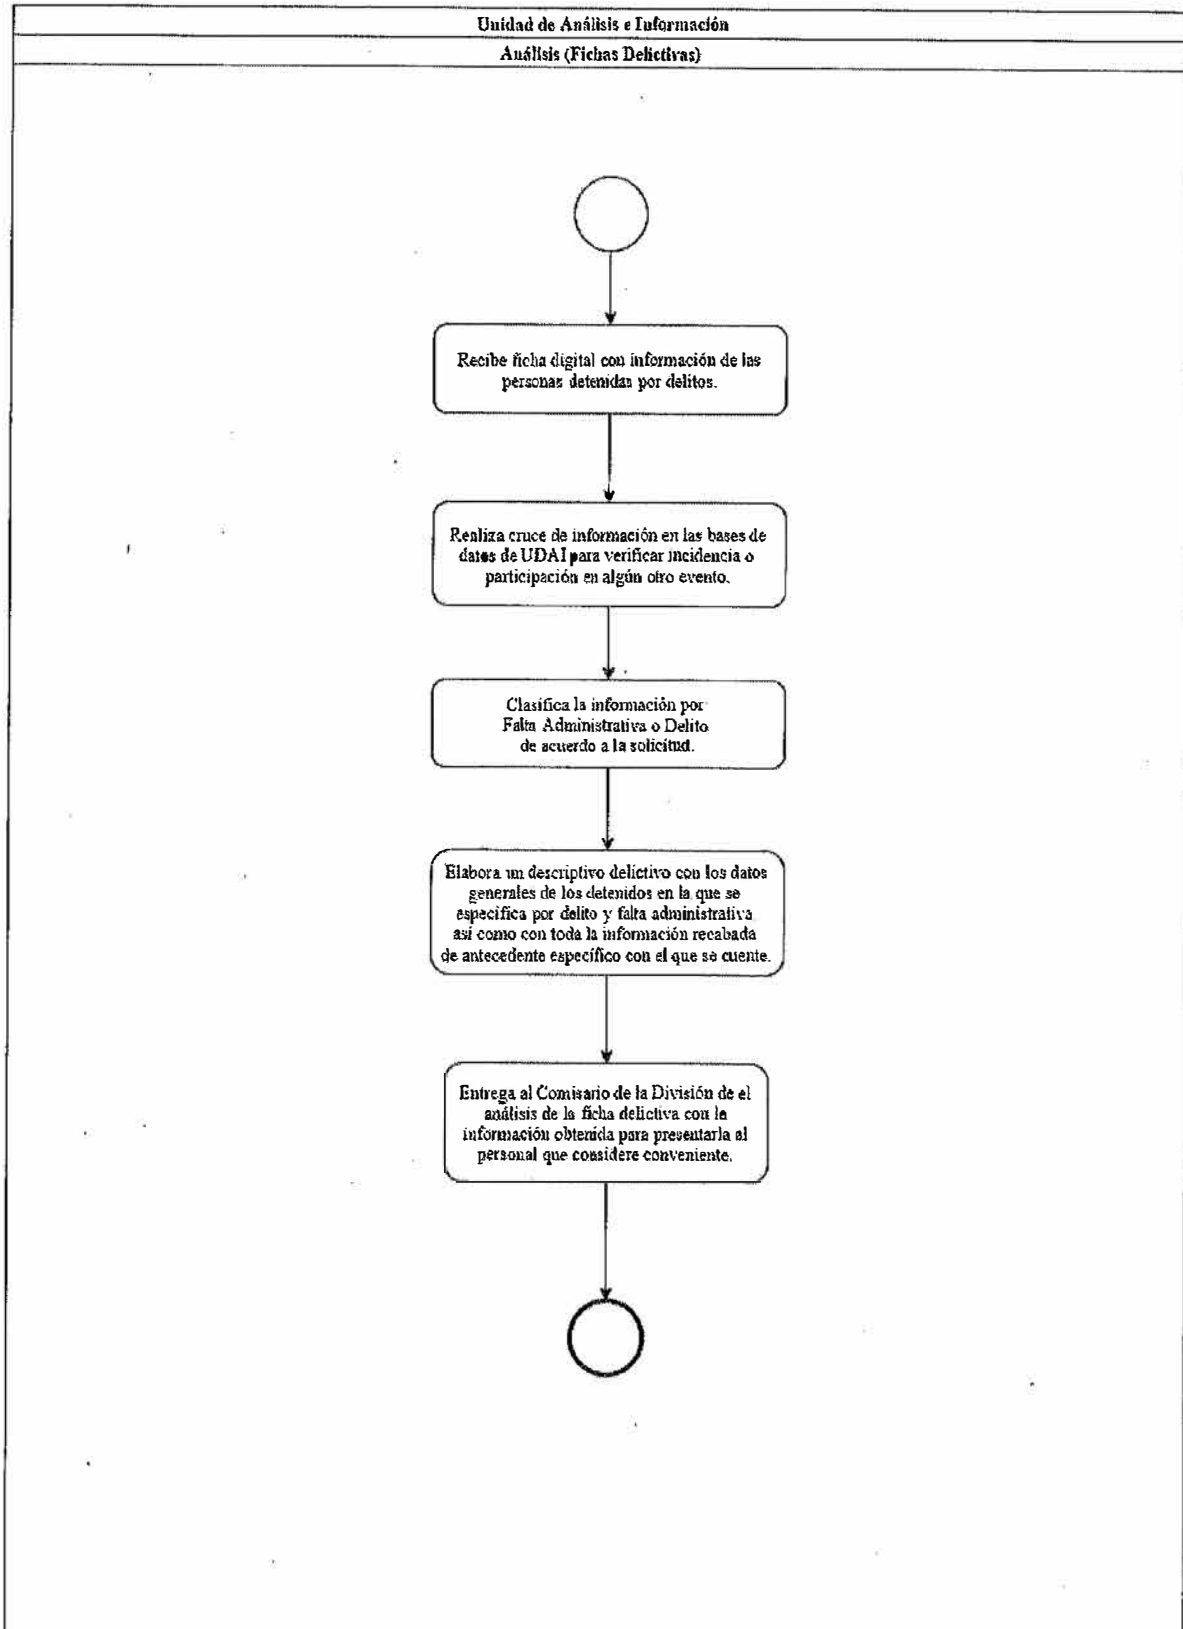 Unidad de Análisis e Información
Análisis (Fichas Delictivas)
Recibe ficha digital con información de las
personas detenidas por delitos.
Realiza cruce de información en las bases de
datos de UDAI para verificar incidencia o
participación en algún otro evento.
Clasifica la información por
Falta Administrativa o Delito
de acuerdo a la solicitud.
Elabora un descriptivo delictivo con los datos
generales de los detenidos en la que se
especifica por delito y falta administrativa
así como con toda la información recabada
de antecedente específico con el que se cuente.
Entrega al Comisario de la División de el
análisis de la ficha delictiva con la
información obtenida para presentarla al
personal que considere conveniente.